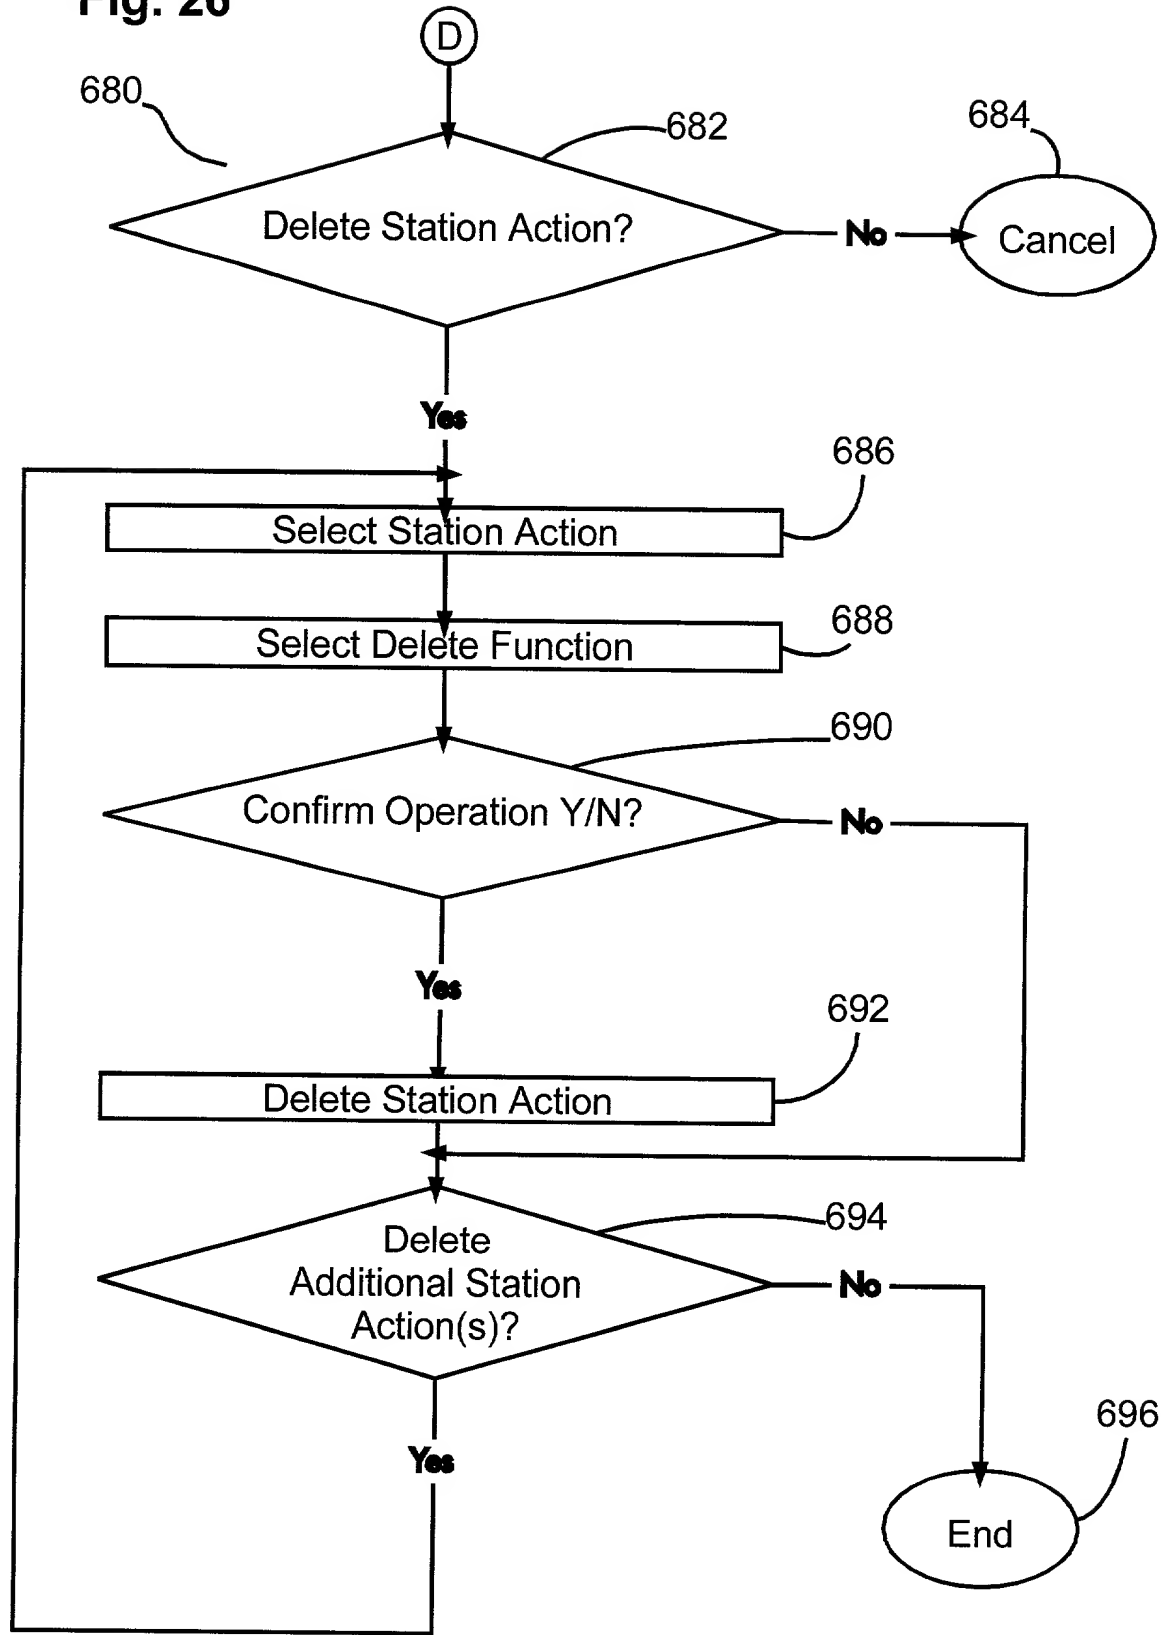 Fig. 26
D
680
682
684
Delete Station Action?
No
Cancel
Yes
686
Select Station Action
688
Select Delete Function
690
Confirm Operation Y/N?
No
Yes
692
Delete Station Action
694
Delete
Additional Station
Action(s)?
No
696
Yes
End